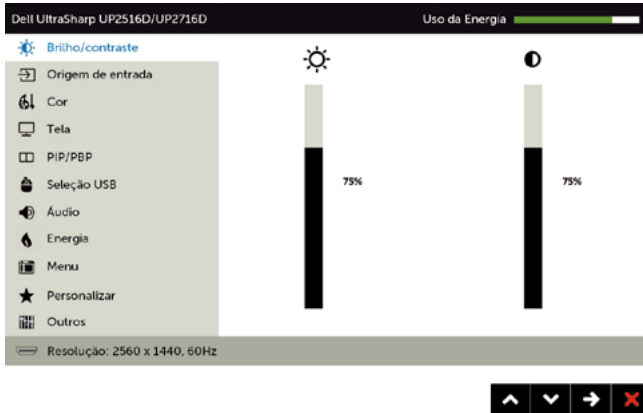 Dell UltraSharp UP2516D/UP2716D
Uso da Energia
Brilho/contraste
Origem de entrada
Cor
Tela
PIP/PBP
Seleção USB
Áudio
Energia
Menu
Personalizar
Outros
75%
75%
Resolução: 2560 x 1440, 60Hz